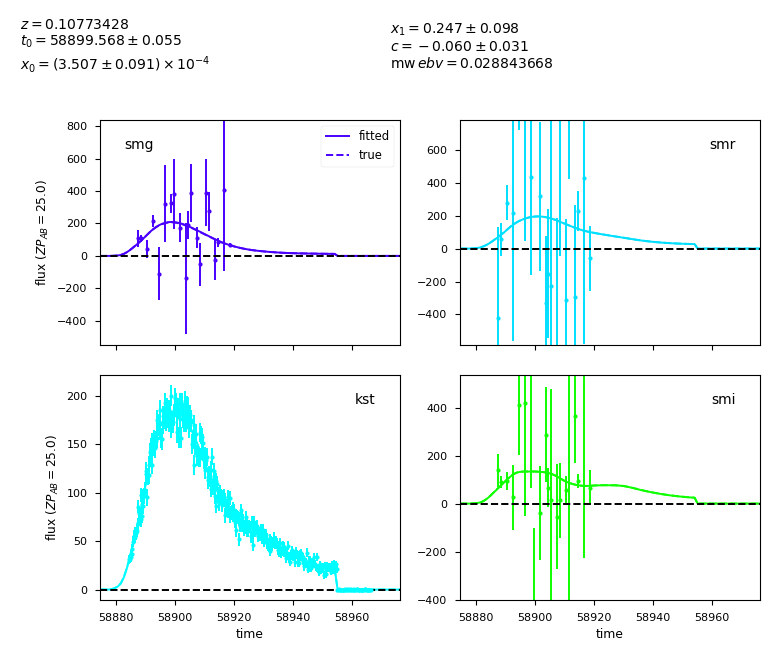 z = 0.10773428
t₀ = 58899.568 ± 0.055
x₀ = (3.507 ± 0.091) × 10⁻⁴
x₁ = 0.247 ± 0.098
c = −0.060 ± 0.031
mw ebv = 0.028843668
smg
fitted
true
800
600
400
200
0
−200
−400
flux (ZP_AB = 25.0)
smr
600
400
200
0
−200
−400
kst
200
150
100
50
0
flux (ZP_AB = 25.0)
58880 58900 58920 58940 58960
time
smi
400
200
0
−200
−400
58880 58900 58920 58940 58960
time